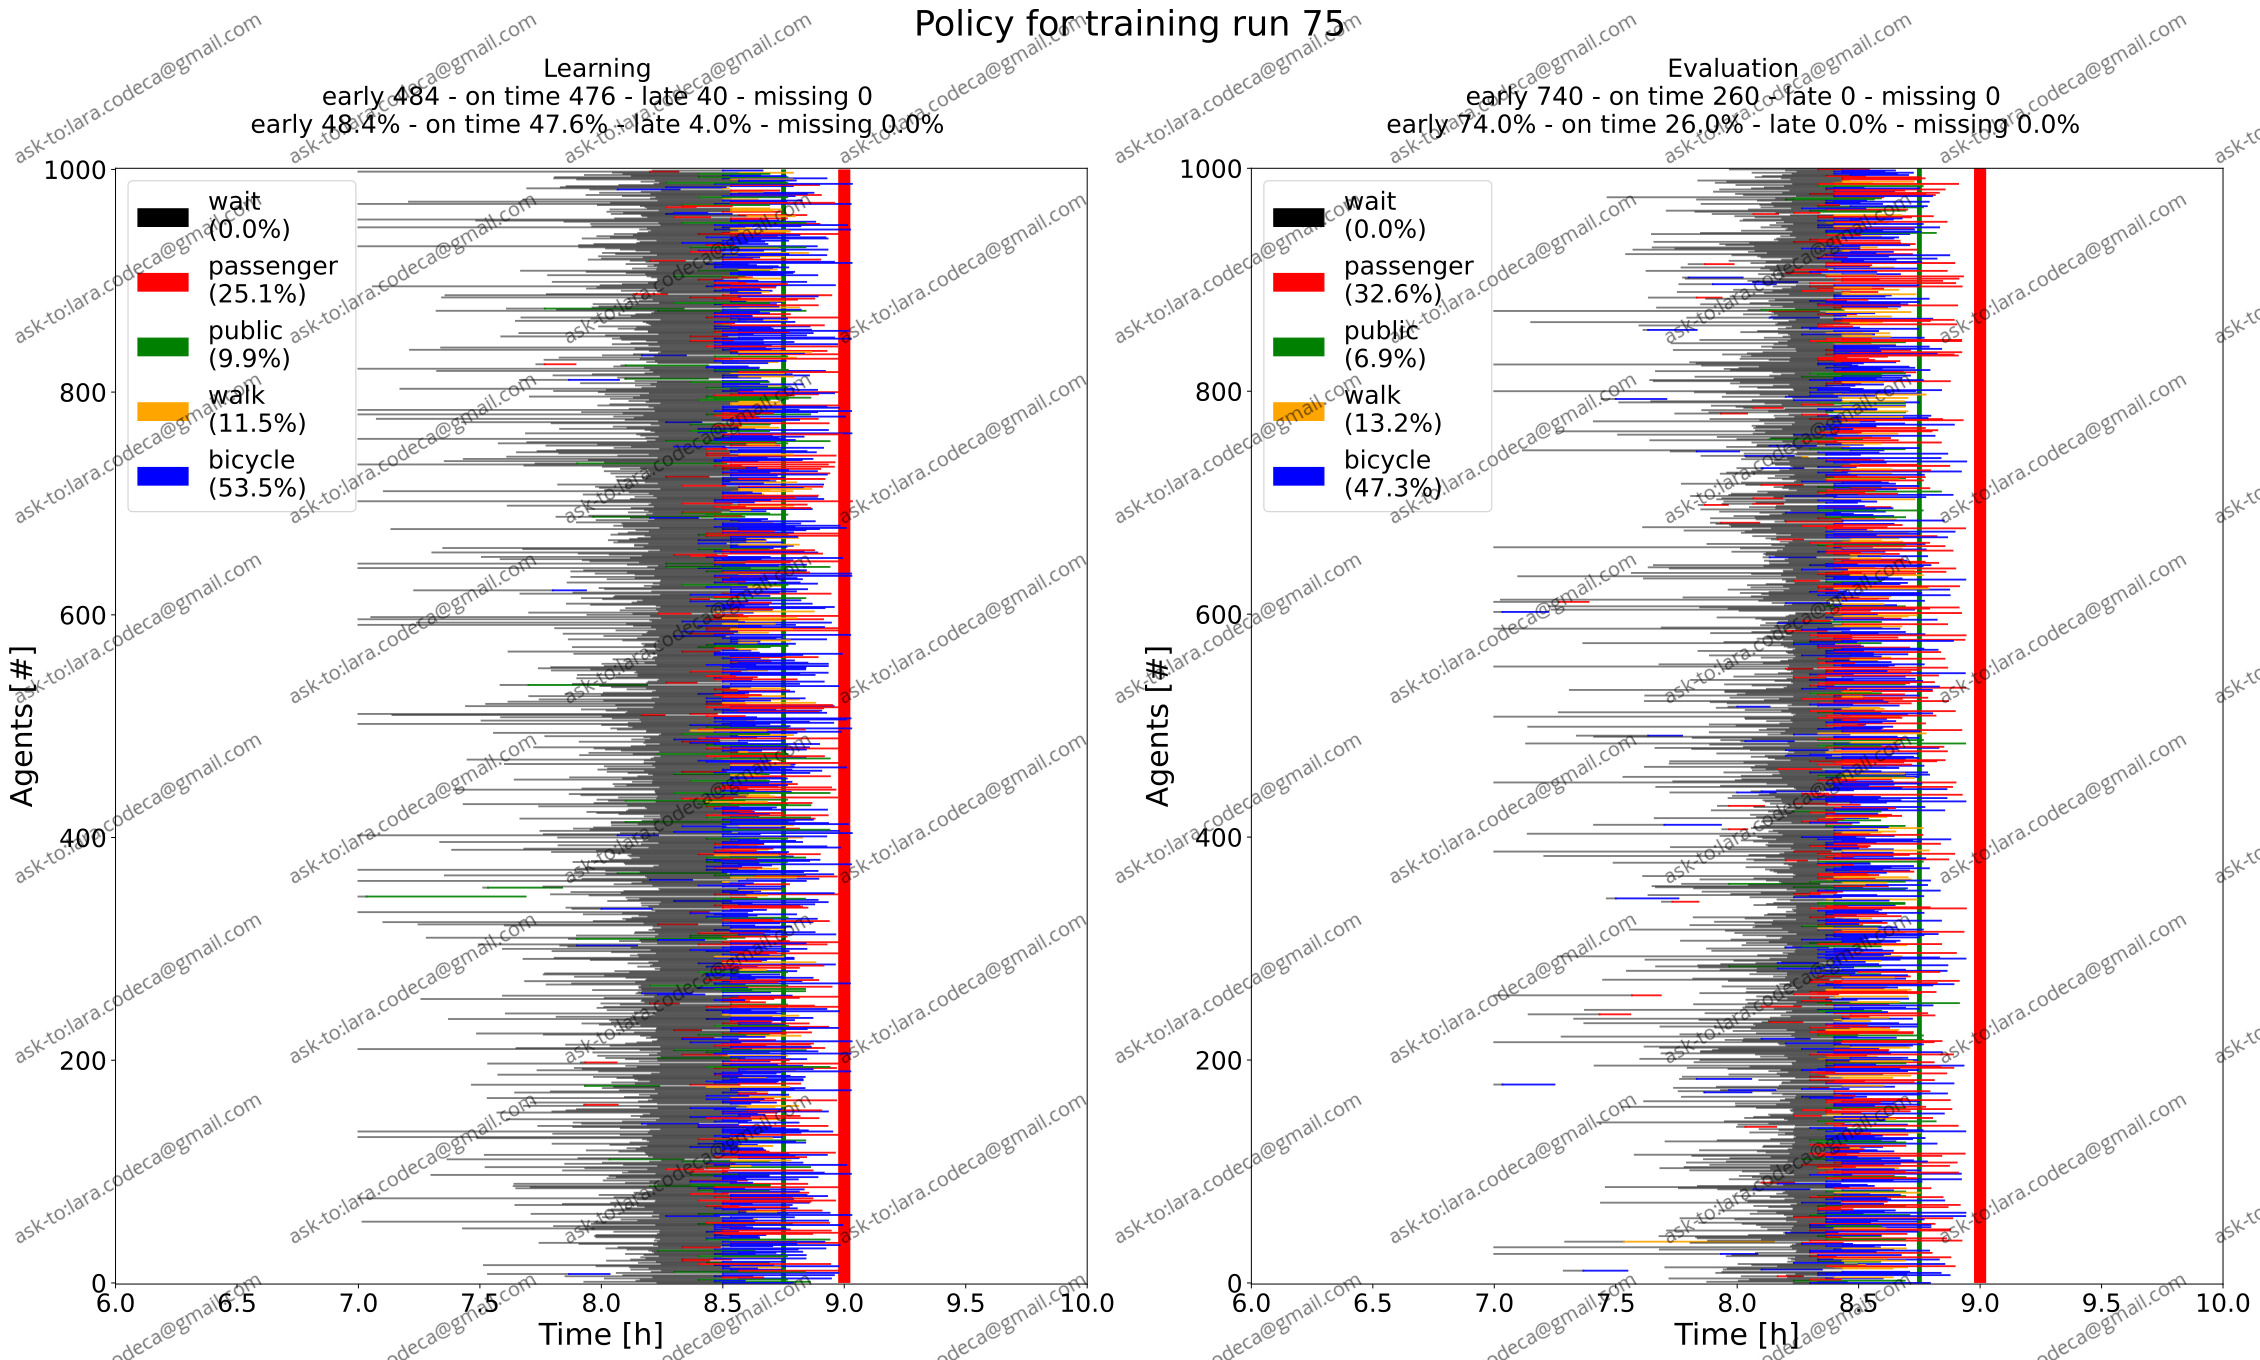 Policy for training run 75
Learning
early 484 - on time 476 - late 40 - missing 0
early 48.4% - on time 47.6% - late 4.0% - missing 0.0%
Evaluation
early 740 - on time 260 - late 0 - missing 0
early 74.0% - on time 26.0% - late 0.0% - missing 0.0%
wait
(0.0%)
passenger
(25.1%)
public
(9.9%)
walk
(11.5%)
bicycle
(53.5%)
1000
800
600
400
200
0
Agents [#]
6.0 6.5 7.0 7.5 8.0 8.5 9.0 9.5 10.0
Time [h]
wait
(0.0%)
passenger
(32.6%)
public
(6.9%)
walk
(13.2%)
bicycle
(47.3%)
1000
800
600
400
200
0
Agents [#]
6.0 6.5 7.0 7.5 8.0 8.5 9.0 9.5 10.0
Time [h]
ask-to:lara.codeca@gmail.com